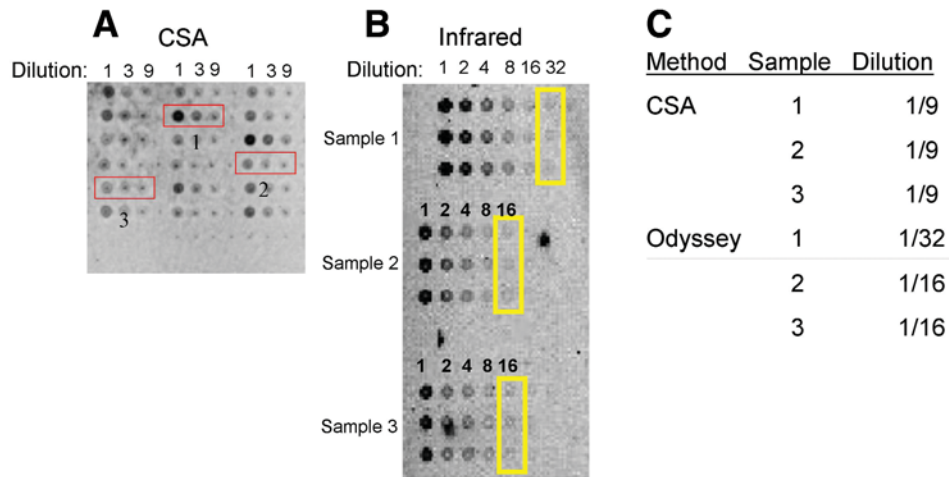 A
CSA
Dilution: 1 3 9 1 3 9 1 3 9
1
2
3
B
Infrared
Dilution: 1 2 4 8 16 32
Sample 1
1 2 4 8 16
Sample 2
1 2 4 8 16
Sample 3
C
Method Sample Dilution
CSA 1 1/9
2 1/9
3 1/9
Odyssey 1 1/32
2 1/16
3 1/16